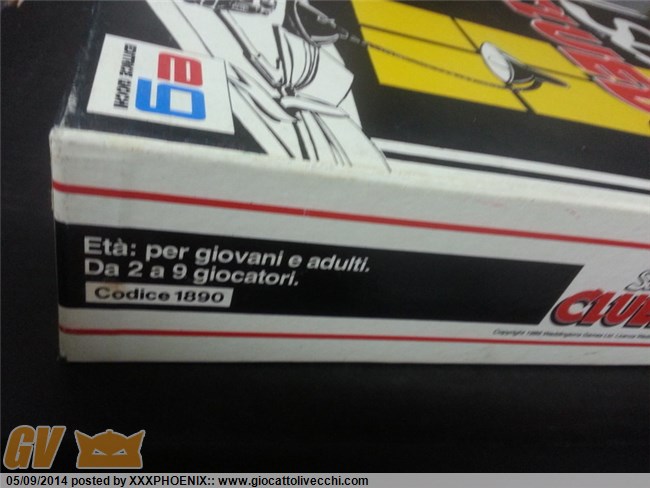 EDITRICE GIOCHI
eg
Età: per giovani e adulti.
Da 2 a 9 giocatori.
Codice 1890
GV
05/09/2014 posted by XXXPHOENIX:: www.giocattolivecchi.com